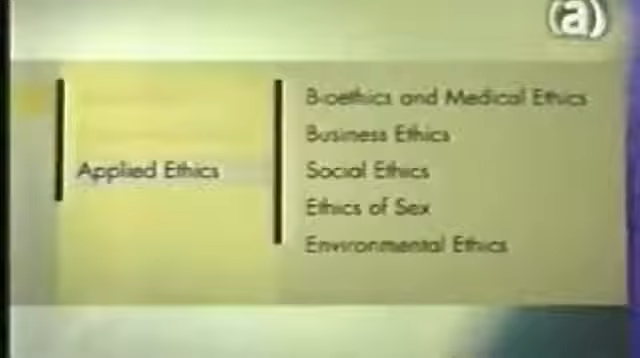 (a)
Applied Ethics
Bioethics and Medical Ethics
Business Ethics
Social Ethics
Ethics of Sex
Environmental Ethics